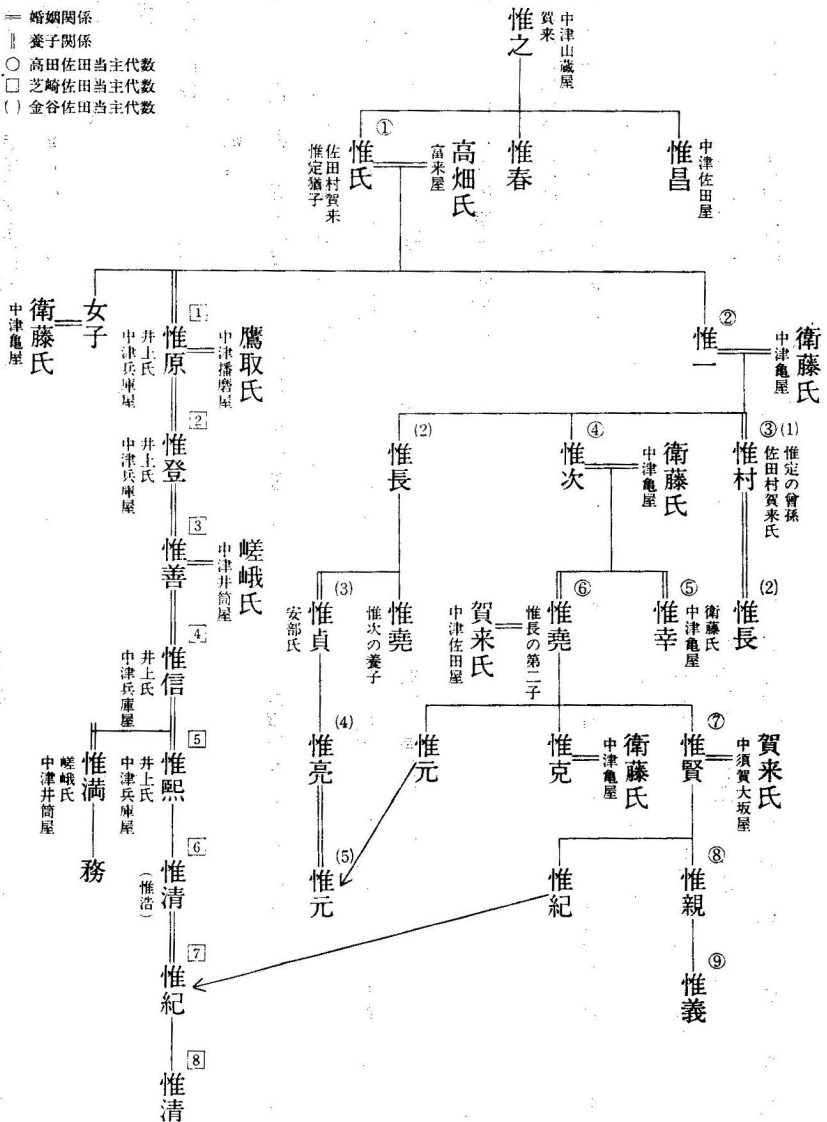 ═ 婚姻関係
‖ 養子関係
○ 高田佐田当主代数
□ 芝崎佐田当主代数
( ) 金谷佐田当主代数
惟之
賀来
中津山蔵屋
①
惟氏
佐田村賀来
惟定猶子
高畑氏
富来屋
惟春
惟昌
中津佐田屋
②
惟一
衛藤氏
中津亀屋
1
惟原
井上氏
中津兵庫屋
鷹取氏
中津播磨屋
女子
衛藤氏
中津亀屋
③(1)
惟村
惟定の曾孫
佐田村賀来氏
④
惟次
衛藤氏
中津亀屋
(2)
惟長
2
惟登
井上氏
中津兵庫屋
3
惟善
嵯峨氏
中津井筒屋
(2)
惟長
⑤
惟幸
衛藤氏
中津亀屋
⑥
惟堯
惟長の第二子
賀来氏
中津佐田屋
惟堯
惟次の養子
(3)
惟貞
安部氏
4
惟信
井上氏
中津兵庫屋
⑦
惟賢
賀来氏
中須賀大坂屋
惟克
衛藤氏
中津亀屋
惟元
(4)
惟亮
5
惟熙
井上氏
中津兵庫屋
惟満
嵯峨氏
中津井筒屋
⑧
惟親
惟紀
(5)
惟元
6
惟清
(惟浩)
務
⑨
惟義
7
惟紀
8
惟清